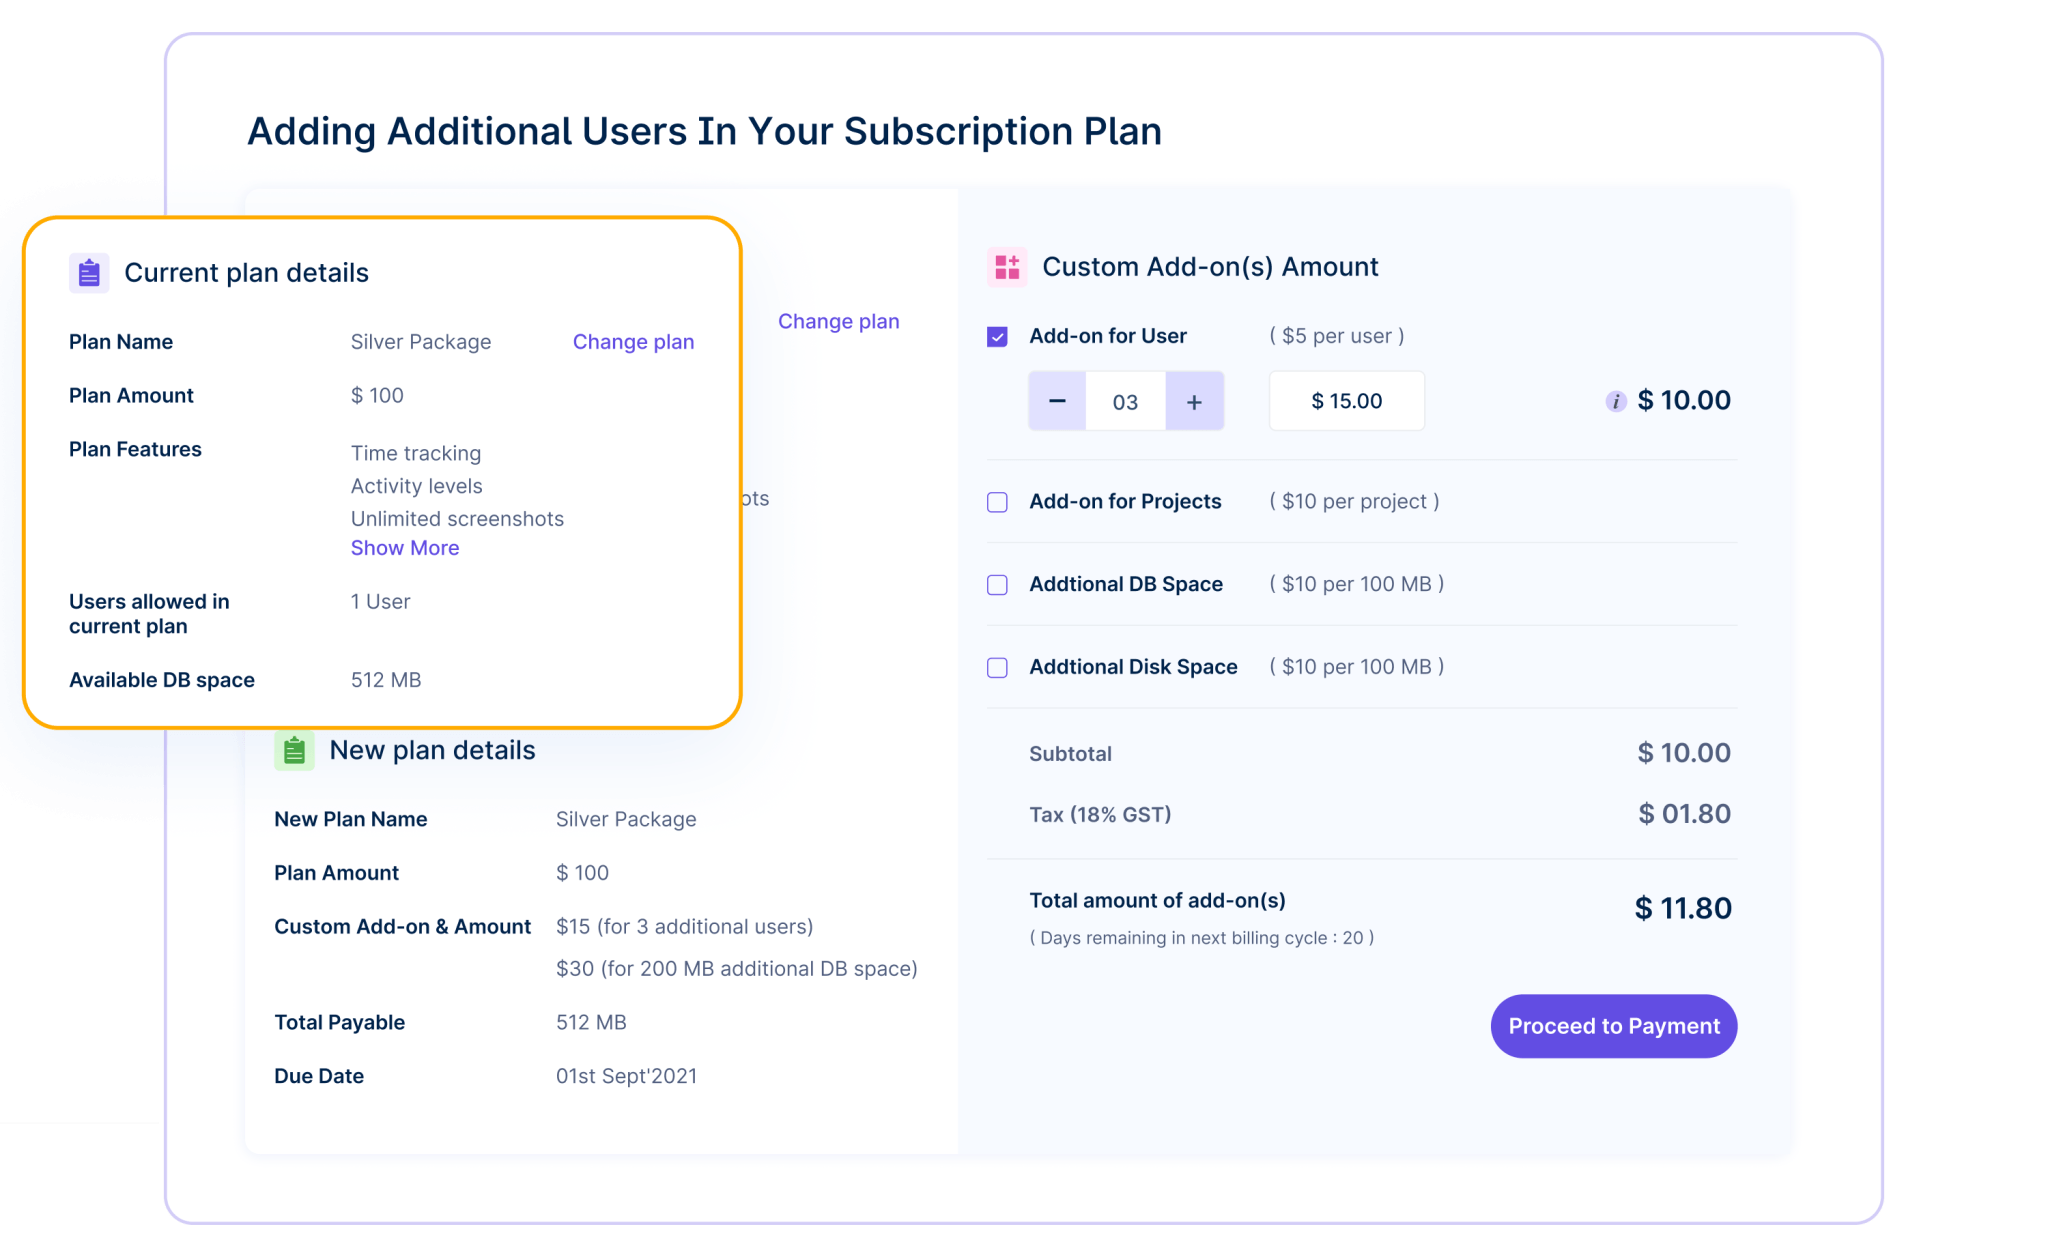 Adding Additional Users In Your Subscription Plan
Current plan details
Plan Name Silver Package Change plan
Plan Amount $ 100
Plan Features Time tracking
Activity levels
Unlimited screenshots
Show More
Users allowed in 1 User
current plan
Available DB space 512 MB
Change plan
ots
New plan details
New Plan Name Silver Package
Plan Amount $ 100
Custom Add-on & Amount $15 (for 3 additional users)
$30 (for 200 MB additional DB space)
Total Payable 512 MB
Due Date 01st Sept'2021
Custom Add-on(s) Amount
Add-on for User ( $5 per user )
− 03 + $ 15.00 i $ 10.00
Add-on for Projects ( $10 per project )
Addtional DB Space ( $10 per 100 MB )
Addtional Disk Space ( $10 per 100 MB )
Subtotal $ 10.00
Tax (18% GST) $ 01.80
Total amount of add-on(s) $ 11.80
( Days remaining in next billing cycle : 20 )
Proceed to Payment